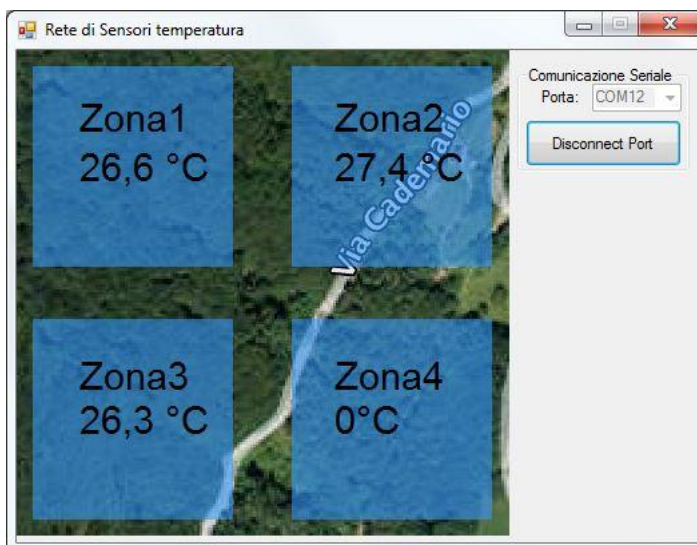 Rete di Sensori temperatura
Zona1
26,6 °C
Zona2
27,4 °C
Via Cademario
Zona3
26,3 °C
Zona4
0°C
Comunicazione Seriale
Porta: COM12
Disconnect Port